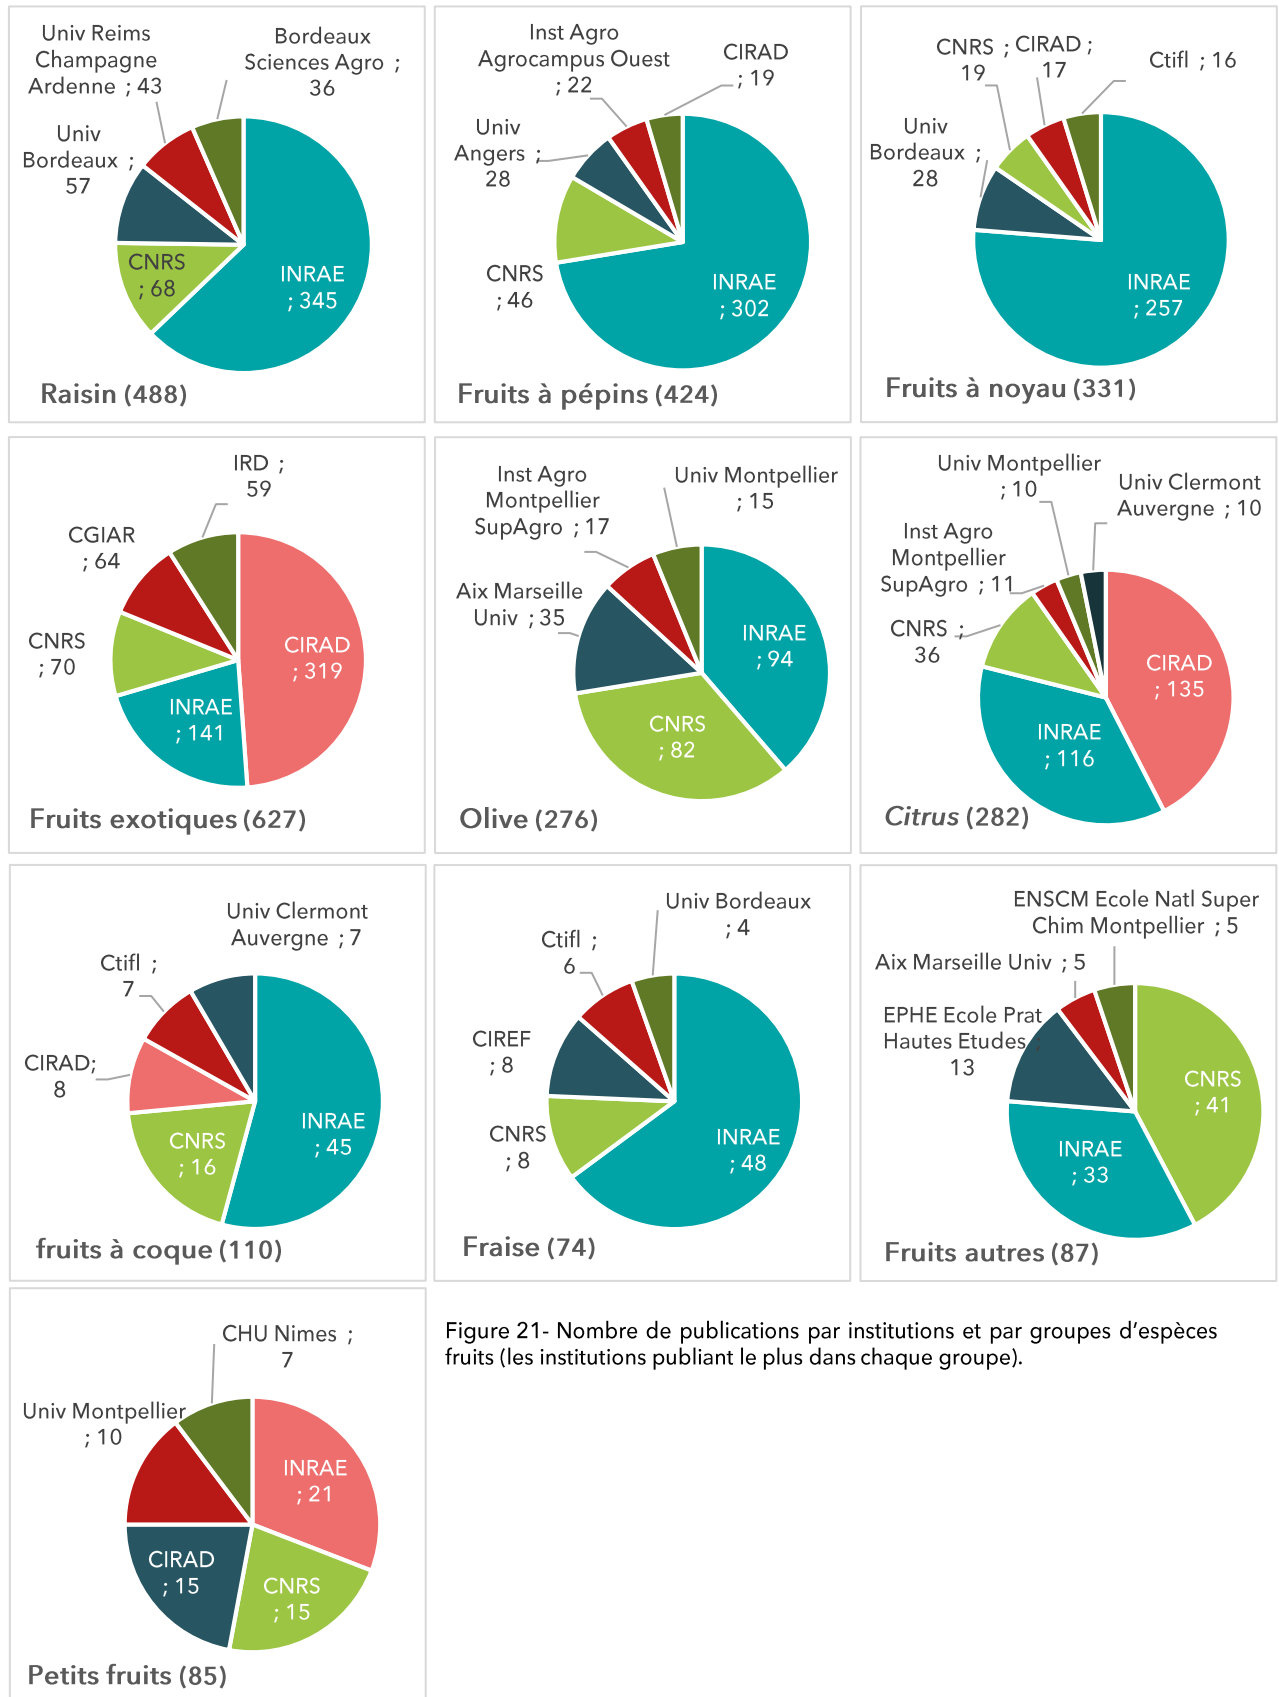 Univ Reims
Champagne
Ardenne ; 43
Bordeaux
Sciences Agro ;
36
Univ
Bordeaux ;
57
CNRS
; 68
INRAE
; 345
Raisin (488)
Inst Agro
Agrocampus Ouest
; 22
CIRAD
; 19
Univ
Angers ;
28
CNRS
; 46
INRAE
; 302
Fruits à pépins (424)
CNRS ;
19
CIRAD ;
17
Ctifl ; 16
Univ
Bordeaux ;
28
INRAE
; 257
Fruits à noyau (331)
IRD ;
59
CGIAR
; 64
CNRS
; 70
CIRAD
; 319
INRAE
; 141
Fruits exotiques (627)
Inst Agro
Montpellier
SupAgro ; 17
Univ Montpellier
; 15
Aix Marseille
Univ ; 35
INRAE
; 94
CNRS
; 82
Olive (276)
Univ Montpellier
; 10
Univ Clermont
Auvergne ; 10
Inst Agro
Montpellier
SupAgro ; 11
CNRS ;
36
CIRAD
; 135
INRAE
; 116
Citrus (282)
Univ Clermont
Auvergne ; 7
Ctifl ;
7
CIRAD;
8
INRAE
; 45
CNRS
; 16
fruits à coque (110)
Univ Bordeaux
; 4
Ctifl ;
6
CIREF
; 8
CNRS
; 8
INRAE
; 48
Fraise (74)
ENSCM Ecole Natl Super
Chim Montpellier ; 5
Aix Marseille Univ ; 5
EPHE Ecole Prat
Hautes Etudes ;
13
CNRS
; 41
INRAE
; 33
Fruits autres (87)
CHU Nimes ;
7
Univ Montpellier
; 10
INRAE
; 21
CIRAD
; 15
CNRS
; 15
Petits fruits (85)
Figure 21- Nombre de publications par institutions et par groupes d'espèces
fruits (les institutions publiant le plus dans chaque groupe).